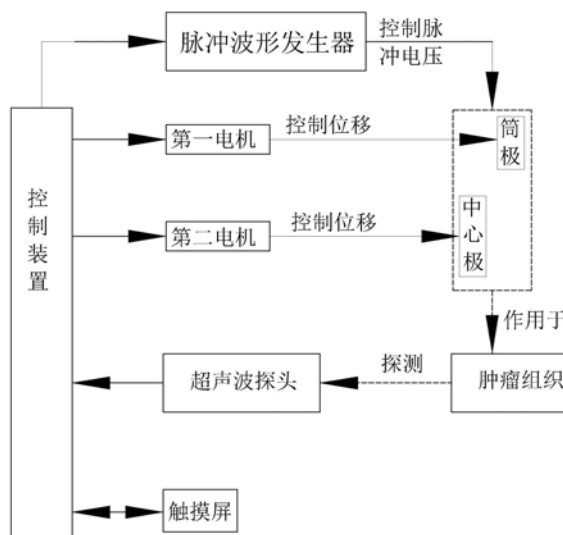 脉冲波形发生器
控制脉
冲电压
第一电机
控制位移
筒
极
控
制
装
置
第二电机
控制位移
中
心
极
作用于
超声波探头
探测
肿瘤组织
触摸屏